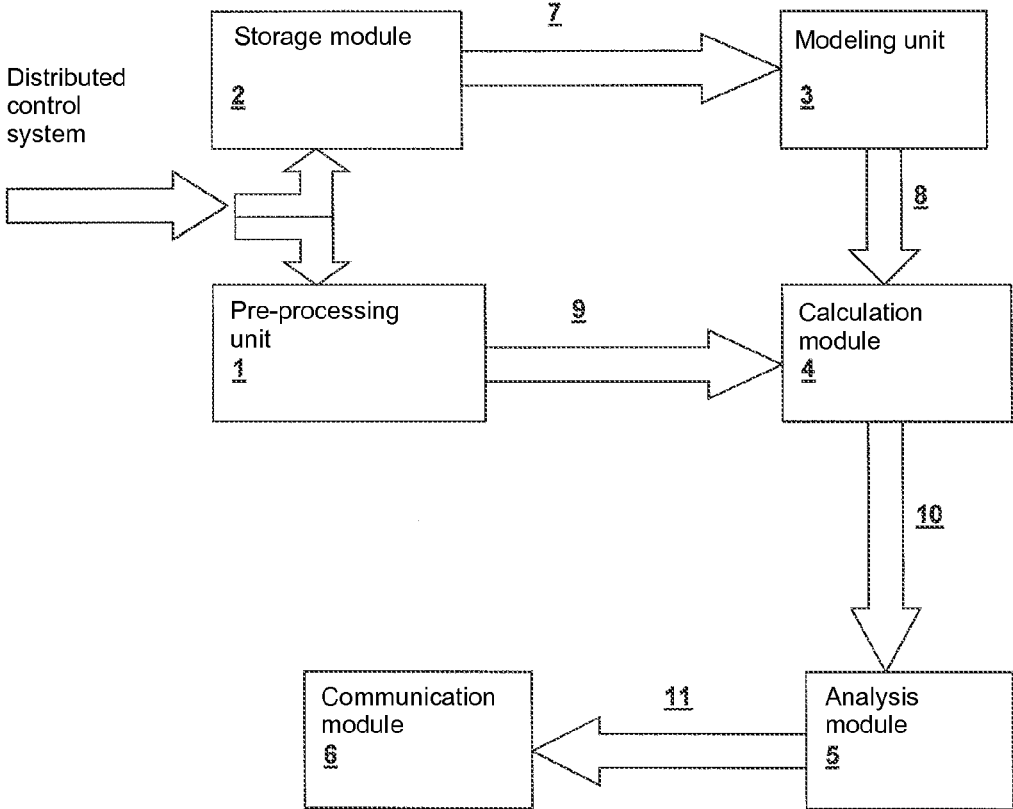 7
Storage module
2
Modeling unit
3
Distributed
control
system
8
Pre-processing
unit
1
9
Calculation
module
4
10
Communication
module
6
11
Analysis
module
5